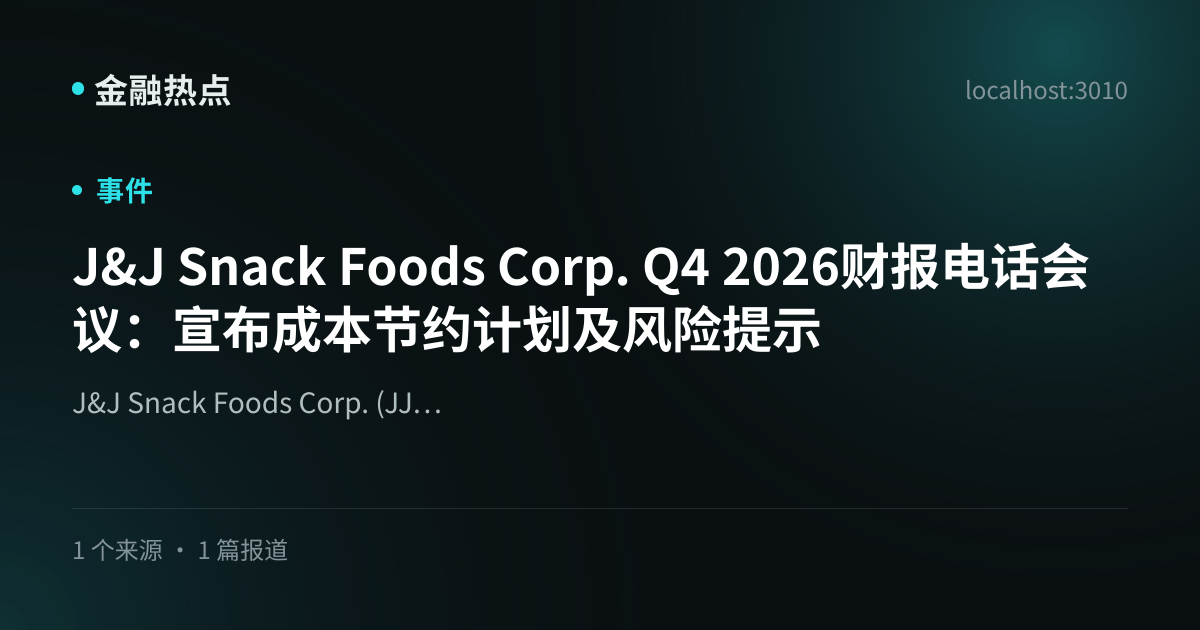 金融热点
localhost:3010
事件
J&J Snack Foods Corp. Q4 2026财报电话会
议：宣布成本节约计划及风险提示
J&J Snack Foods Corp. (JJ…
1 个来源 · 1 篇报道